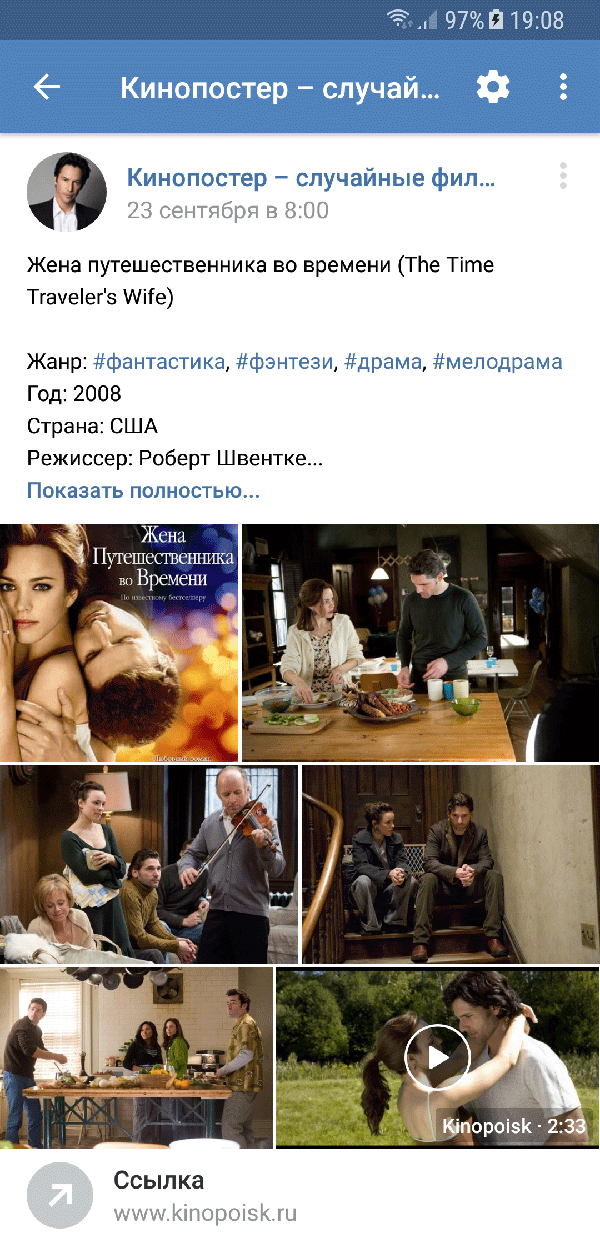 97% 19:08
Кинопостер – случай...
Кинопостер – случайные фил...
23 сентября в 8:00
Жена путешественника во времени (The Time
Traveler's Wife)
Жанр: #фантастика, #фэнтези, #драма, #мелодрама
Год: 2008
Страна: США
Режиссер: Роберт Швентке...
Показать полностью...
Жена
Путешественника
во Времени
По известному бестселлеру
Любовный роман
Kinopoisk · 2:33
Ссылка
www.kinopoisk.ru